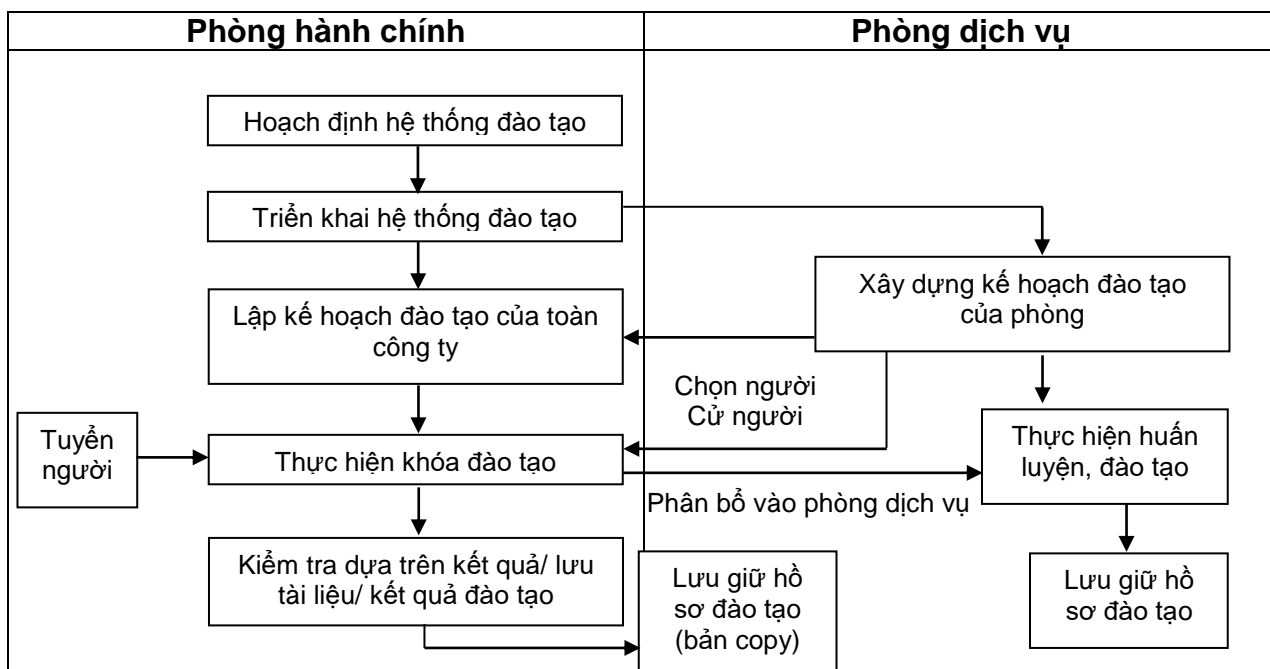 Phòng hành chính
Phòng dịch vụ
Hoạch định hệ thống đào tạo
Triển khai hệ thống đào tạo
Xây dựng kế hoạch đào tạo
của phòng
Lập kế hoạch đào tạo của toàn
công ty
Chọn người
Cử người
Tuyển
người
Thực hiện khóa đào tạo
Thực hiện huấn
luyện, đào tạo
Phân bổ vào phòng dịch vụ
Kiểm tra dựa trên kết quả/ lưu
tài liệu/ kết quả đào tạo
Lưu giữ hồ
sơ đào tạo
(bản copy)
Lưu giữ hồ
sơ đào tạo